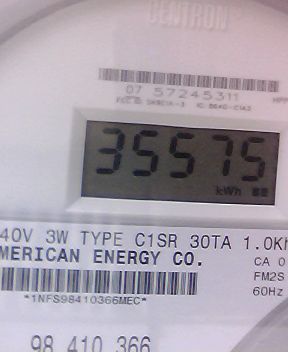 CENTRON
07 57245311
35575
kWh
40V 3W TYPE C1SR 30TA 1.0Kh
MERICAN ENERGY CO.
CA 0
FM2S
60Hz
*1NFS98410366MEC*
98 410 366